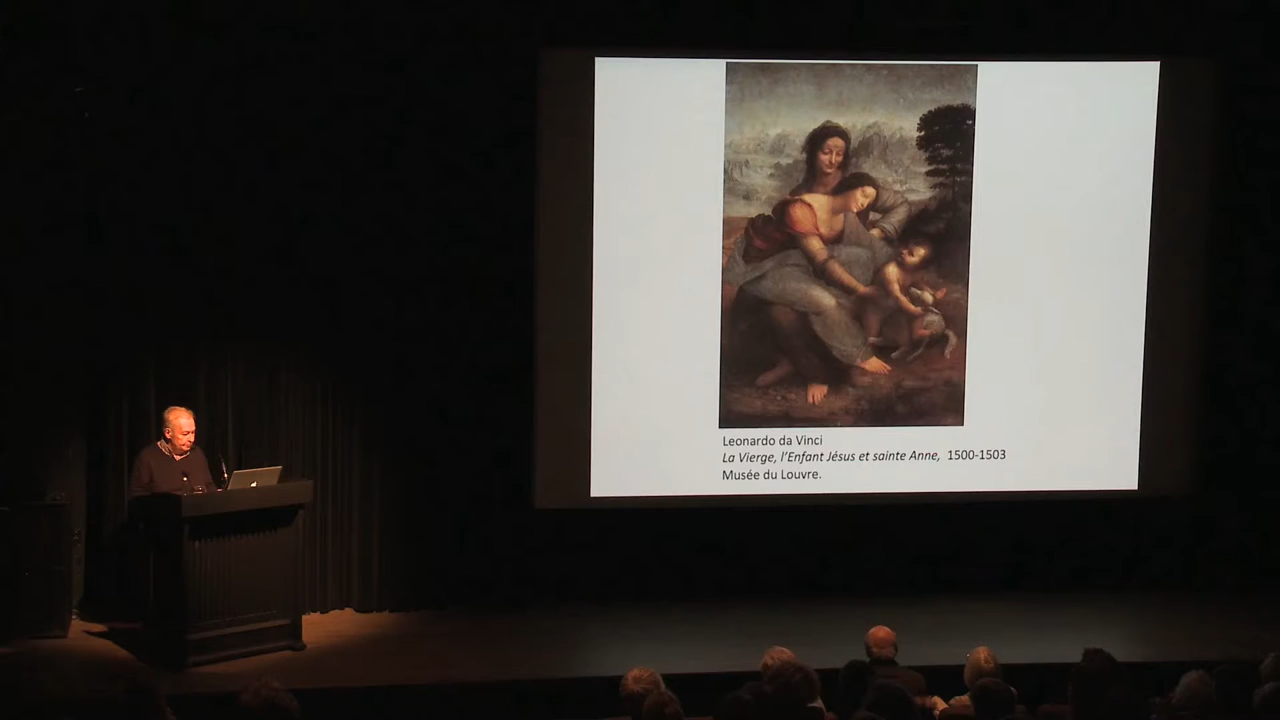 Leonardo da Vinci
La Vierge, l'Enfant Jésus et sainte Anne, 1500-1503
Musée du Louvre.